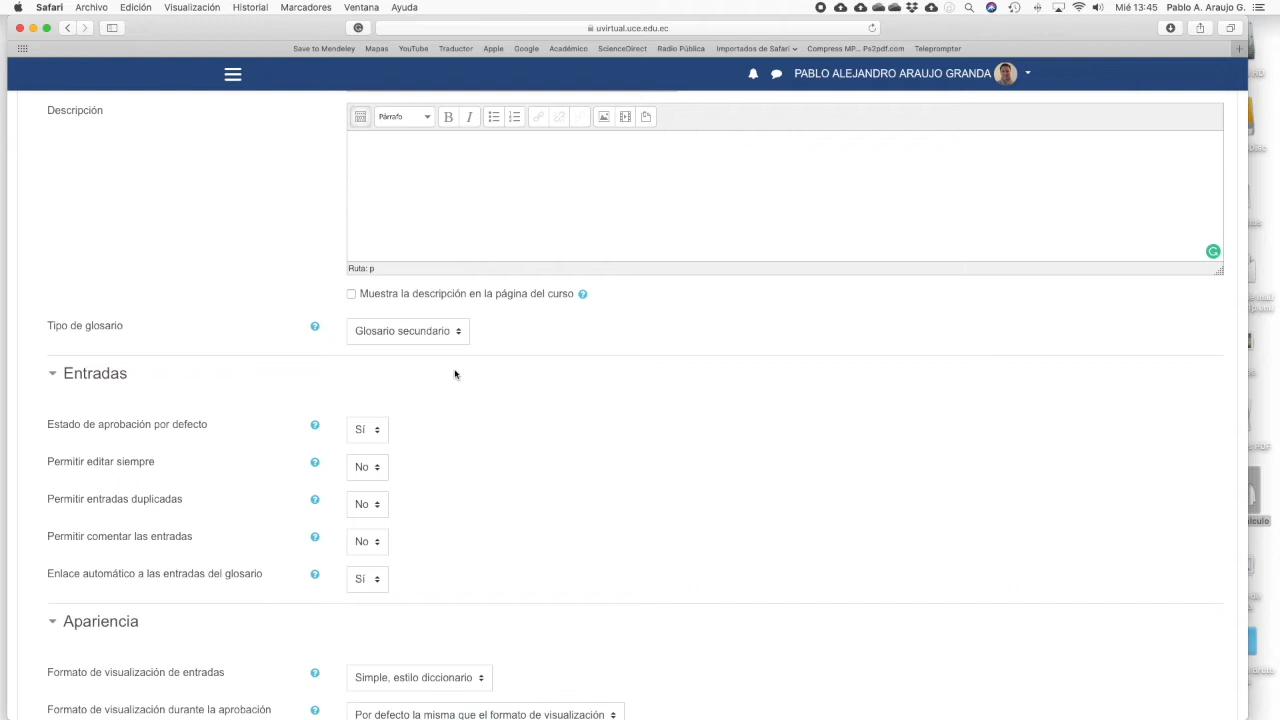 Safari Archivo Edición Visualización Historial Marcadores Ventana Ayuda Mié 13:45 Pablo A. Araujo G.
uvirtual.uce.edu.ec
Save to Mendeley Mapas YouTube Traductor Apple Google Académico ScienceDirect Radio Pública Importados de Safari Compress MP... Ps2pdf.com Teleprompter
PABLO ALEJANDRO ARAUJO GRANDA
Descripción
Párrafo B I
Ruta: p
Muestra la descripción en la página del curso
Tipo de glosario
Glosario secundario
Entradas
Estado de aprobación por defecto Sí
Permitir editar siempre No
Permitir entradas duplicadas No
Permitir comentar las entradas No
Enlace automático a las entradas del glosario Sí
Apariencia
Formato de visualización de entradas Simple, estilo diccionario
Formato de visualización durante la aprobación Por defecto la misma que el formato de visualización